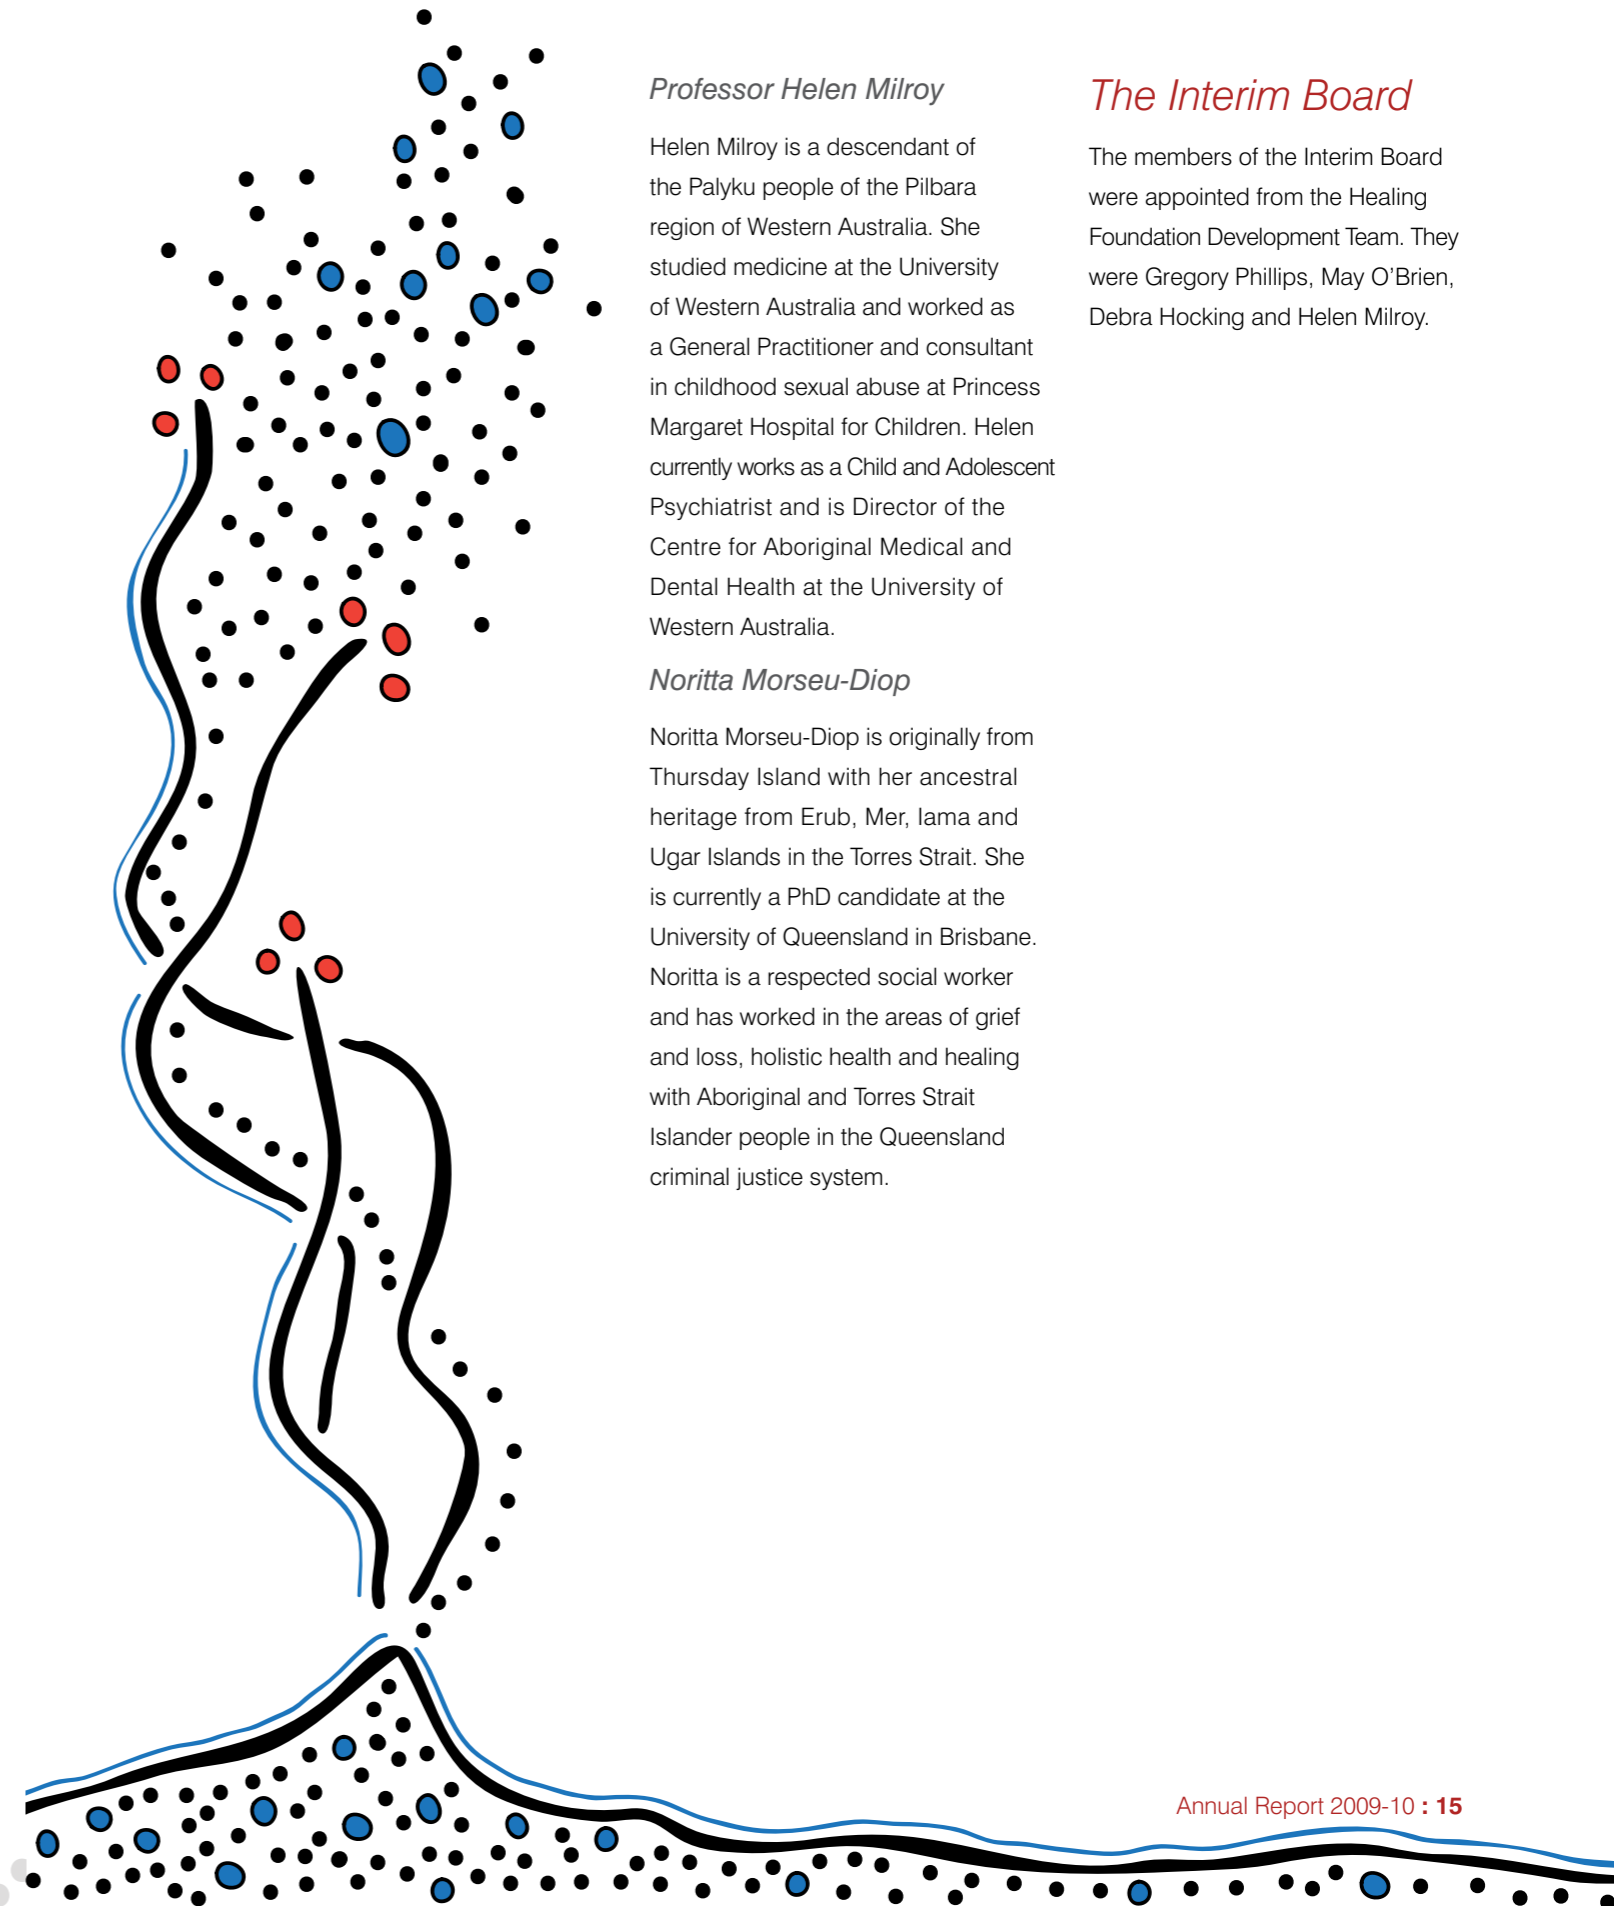 Professor Helen Milroy
Helen Milroy is a descendant of
the Palyku people of the Pilbara
region of Western Australia. She
studied medicine at the University
of Western Australia and worked as
a General Practitioner and consultant
in childhood sexual abuse at Princess
Margaret Hospital for Children. Helen
currently works as a Child and Adolescent
Psychiatrist and is Director of the
Centre for Aboriginal Medical and
Dental Health at the University of
Western Australia.
Noritta Morseu-Diop
Noritta Morseu-Diop is originally from
Thursday Island with her ancestral
heritage from Erub, Mer, Iama and
Ugar Islands in the Torres Strait. She
is currently a PhD candidate at the
University of Queensland in Brisbane.
Noritta is a respected social worker
and has worked in the areas of grief
and loss, holistic health and healing
with Aboriginal and Torres Strait
Islander people in the Queensland
criminal justice system.
The Interim Board
The members of the Interim Board
were appointed from the Healing
Foundation Development Team. They
were Gregory Phillips, May O’Brien,
Debra Hocking and Helen Milroy.
Annual Report 2009-10 : 15